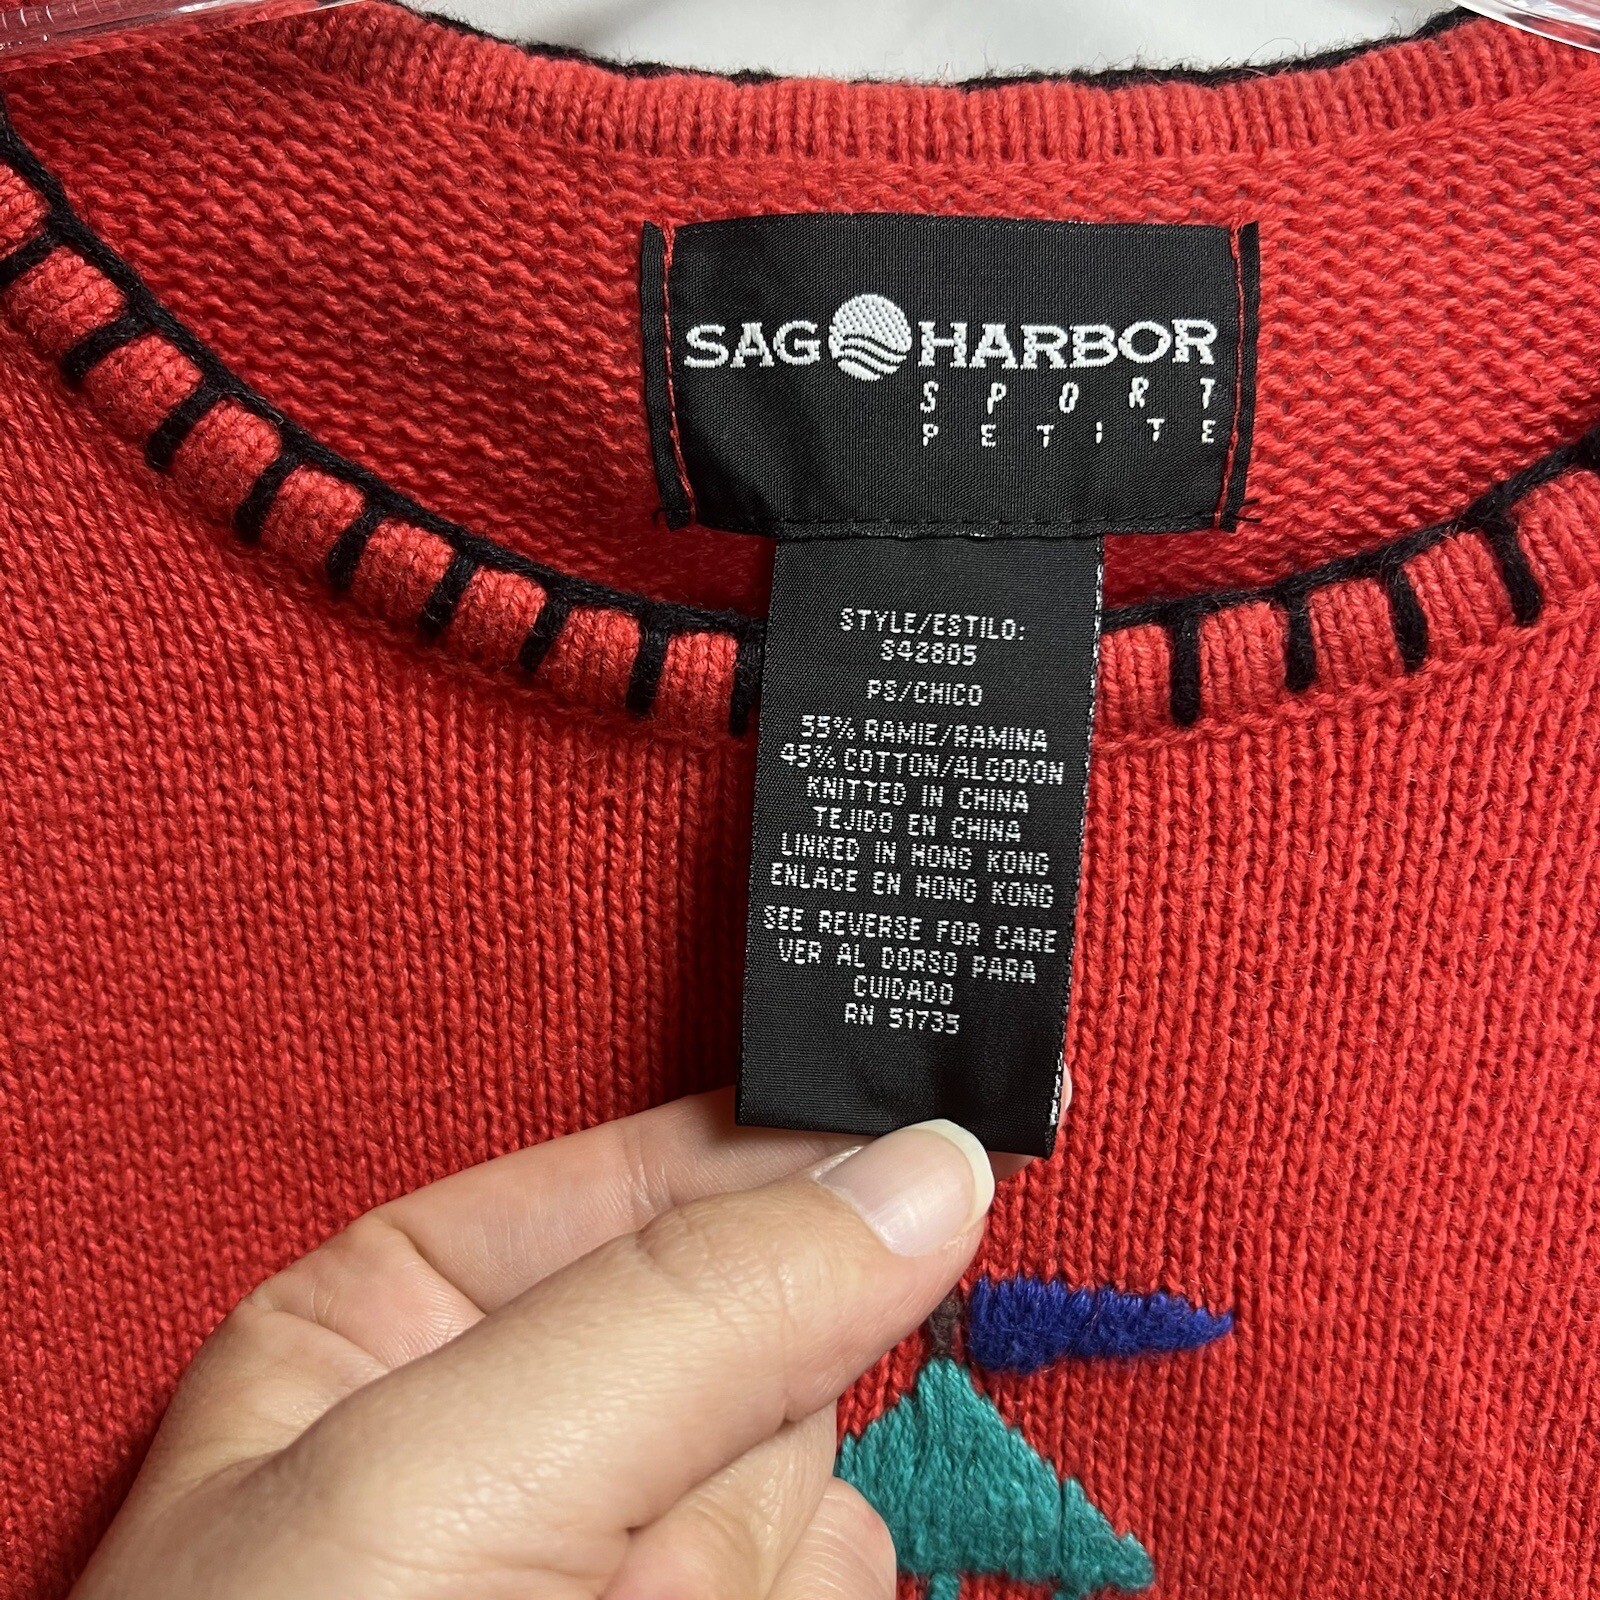 SAG HARBOR
SPORT
PETITE
STYLE/ESTILO:
S42805
PS/CHICO
55% RAMIE/RAMINA
45% COTTON/ALGODON
KNITTED IN CHINA
TEJIDO EN CHINA
LINKED IN HONG KONG
ENLACE EN HONG KONG
SEE REVERSE FOR CARE
VER AL DORSO PARA
CUIDADO
RN 51735